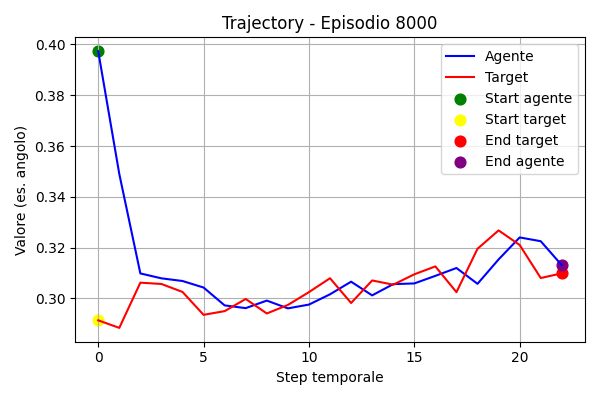 Trajectory - Episodio 8000
Valore (es. angolo)
0.40
0.38
0.36
0.34
0.32
0.30
Agente
Target
Start agente
Start target
End target
End agente
0 5 10 15 20
Step temporale